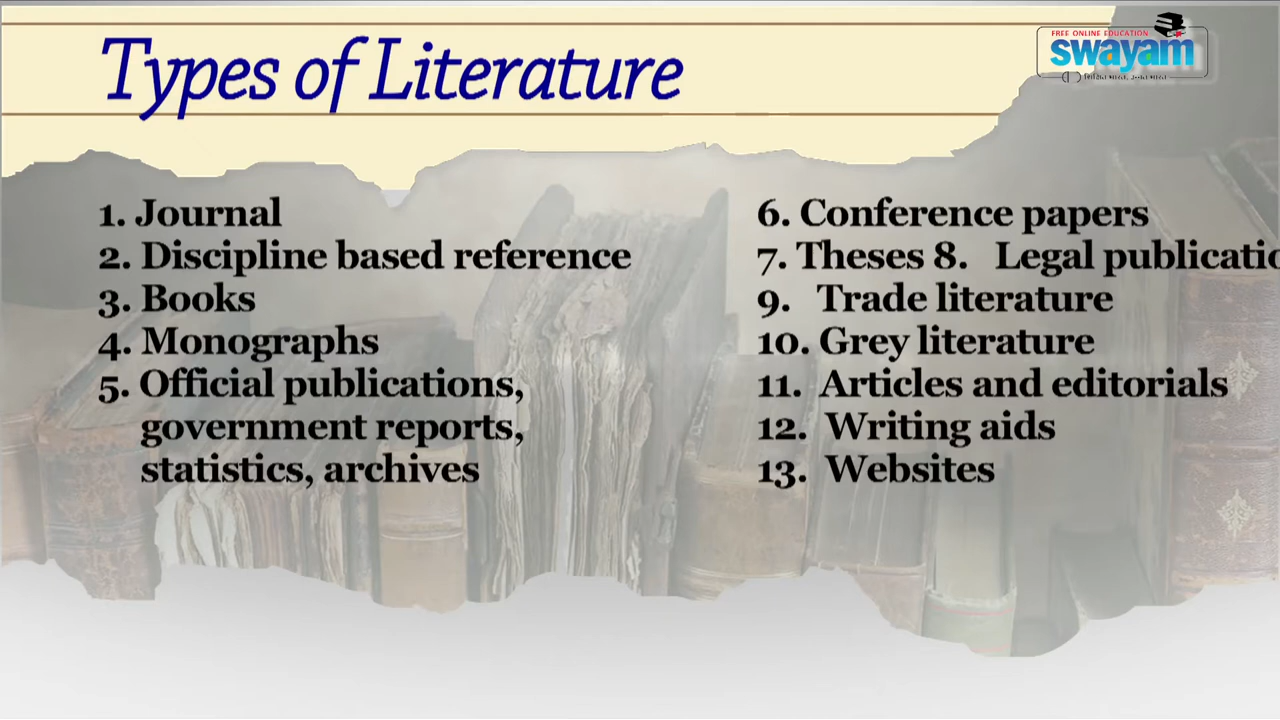 Types of Literature
FREE ONLINE EDUCATION
swayam
1. Journal
2. Discipline based reference
3. Books
4. Monographs
5. Official publications,
government reports,
statistics, archives
6. Conference papers
7. Theses 8. Legal publicatio
9. Trade literature
10. Grey literature
11. Articles and editorials
12. Writing aids
13. Websites